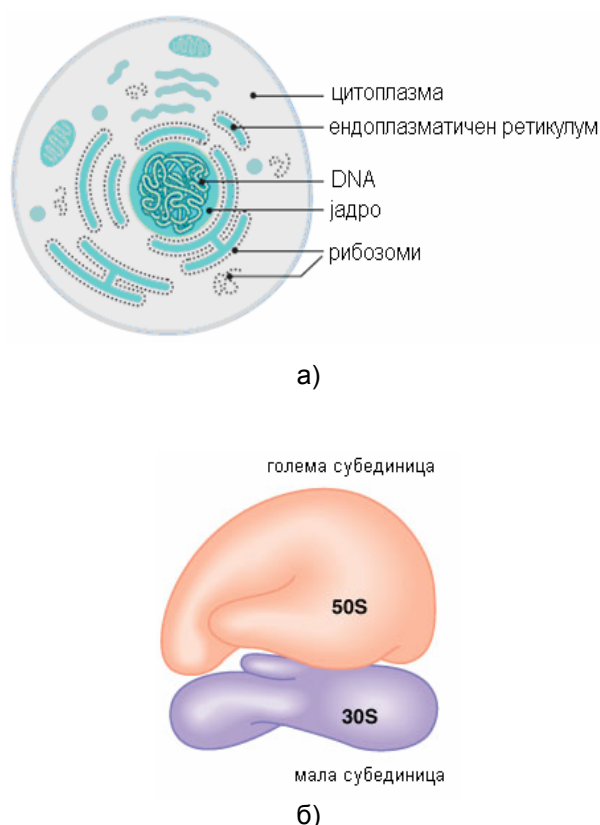 цитоплазма
ендоплазматичен ретикулум
DNA
јадро
рибозоми
а)
голема субединица
50S
30S
мала субединица
б)